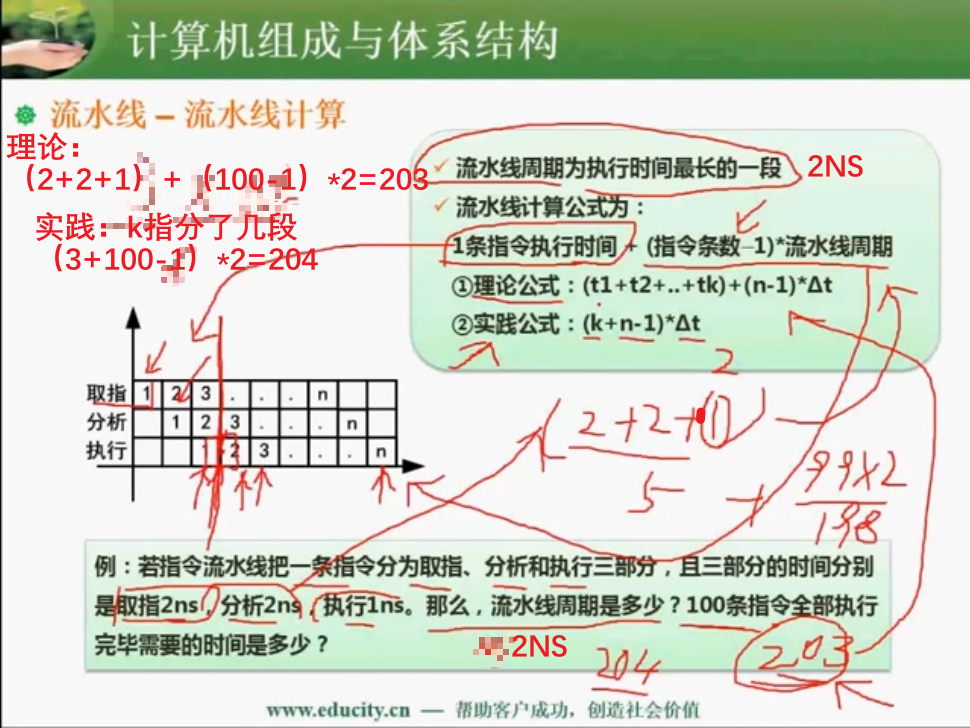 计算机组成与体系结构
流水线 – 流水线计算
理论：
（2+2+1）+（100-1）*2=203
实践：k指分了几段
（3+100-1）*2=204
流水线周期为执行时间最长的一段
2NS
流水线计算公式为：
1条指令执行时间 + (指令条数–1)*流水线周期
①理论公式：(t1+t2+..+tk)+(n-1)*Δt
②实践公式：(k+n-1)*Δt
2
取指 1 2 3 . . . n
分析 1 2 3 . . . n
执行 1 2 3 . . . n
(2+2+1)
5 + 99×2
198
例：若指令流水线把一条指令分为取指、分析和执行三部分，且三部分的时间分别
是取指2ns，分析2ns，执行1ns。那么，流水线周期是多少？100条指令全部执行
完毕需要的时间是多少？
2NS
204
203
www.educity.cn — 帮助客户成功，创造社会价值